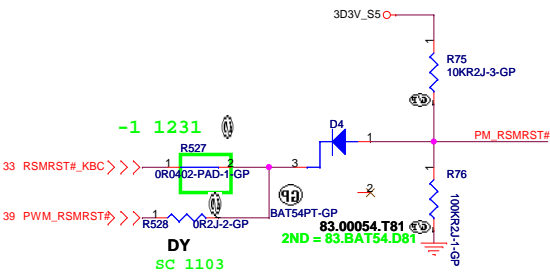 3D3V_S5
1
R75
10KR2J-3-GP
-1 1231
R527
D4
1
PM_RSMRST#
33 RSMRST#_KBC
1
2
3
0R0402-PAD-1-GP
R76
2
GP
39 PWM_RSMRST#
1
R528
0R2J-2-GP
BAT54PT-GP
100KR2J-1-GP
83.00054.T81
DY
2ND = 83.BAT54.D81
SC 1103